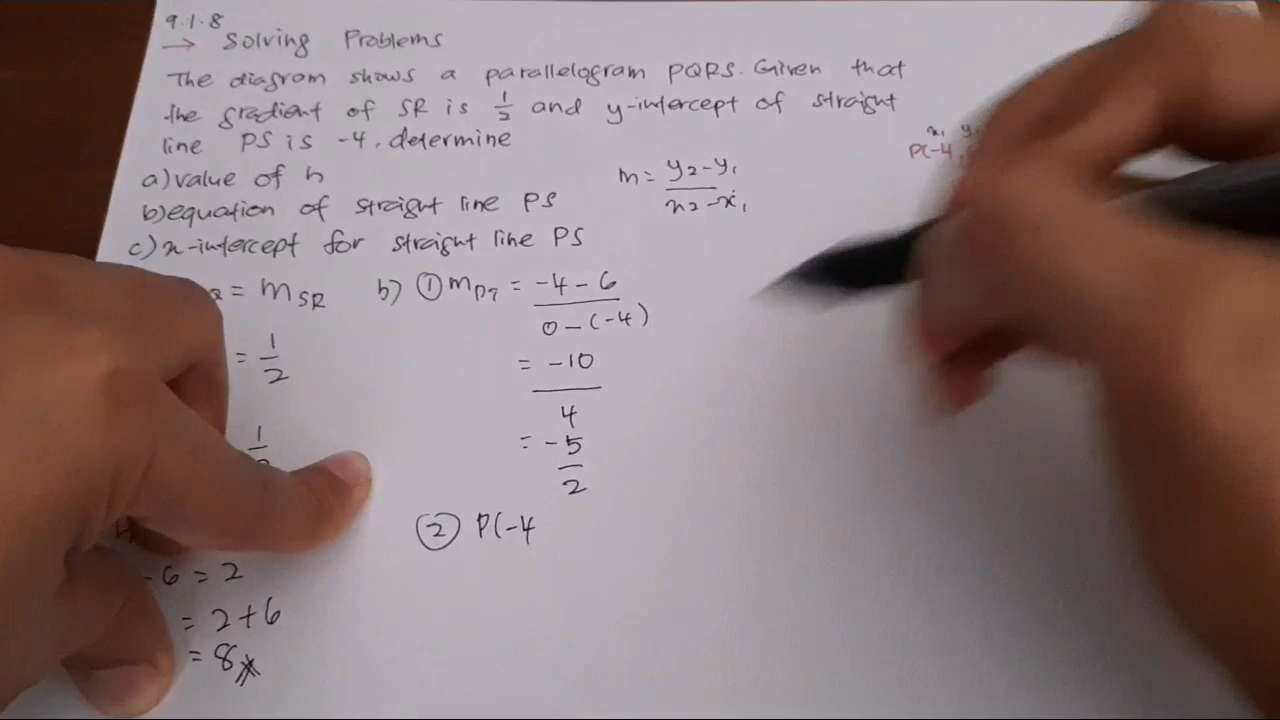 9.1.8
→ Solving Problems
The diagram shows a parallelogram PQRS. Given that
the gradient of SR is 1/2 and y-intercept of straight
line PS is -4, determine
a) value of h
b) equation of straight line PS
c) x-intercept for straight line PS
m = y₂-y₁ / x₂-x₁
x₁ y
P(-4
= m SR
= 1/2
-6 = 2
= 2+6
= 8
b) ① m = -4-6 / 0-(-4)
= -10 / 4
= -5/2
② P(-4